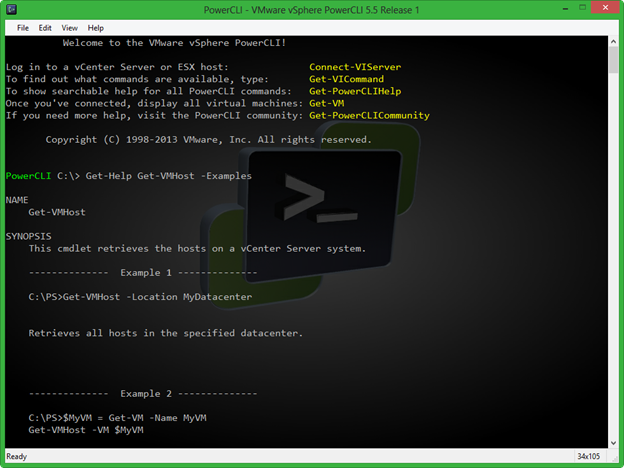 PowerCLI - VMware vSphere PowerCLI 5.5 Release 1
File Edit View Help
Welcome to the VMware vSphere PowerCLI!
Log in to a vCenter Server or ESX host: Connect-VIServer
To find out what commands are available, type: Get-VICommand
To show searchable help for all PowerCLI commands: Get-PowerCLIHelp
Once you've connected, display all virtual machines: Get-VM
If you need more help, visit the PowerCLI community: Get-PowerCLICommunity
Copyright (C) 1998-2013 VMware, Inc. All rights reserved.
PowerCLI C:\> Get-Help Get-VMHost -Examples
NAME
Get-VMHost
SYNOPSIS
This cmdlet retrieves the hosts on a vCenter Server system.
-------------- Example 1 --------------
C:\PS>Get-VMHost -Location MyDatacenter
Retrieves all hosts in the specified datacenter.
-------------- Example 2 --------------
C:\PS>$MyVM = Get-VM -Name MyVM
Get-VMHost -VM $MyVM
Ready 34x105